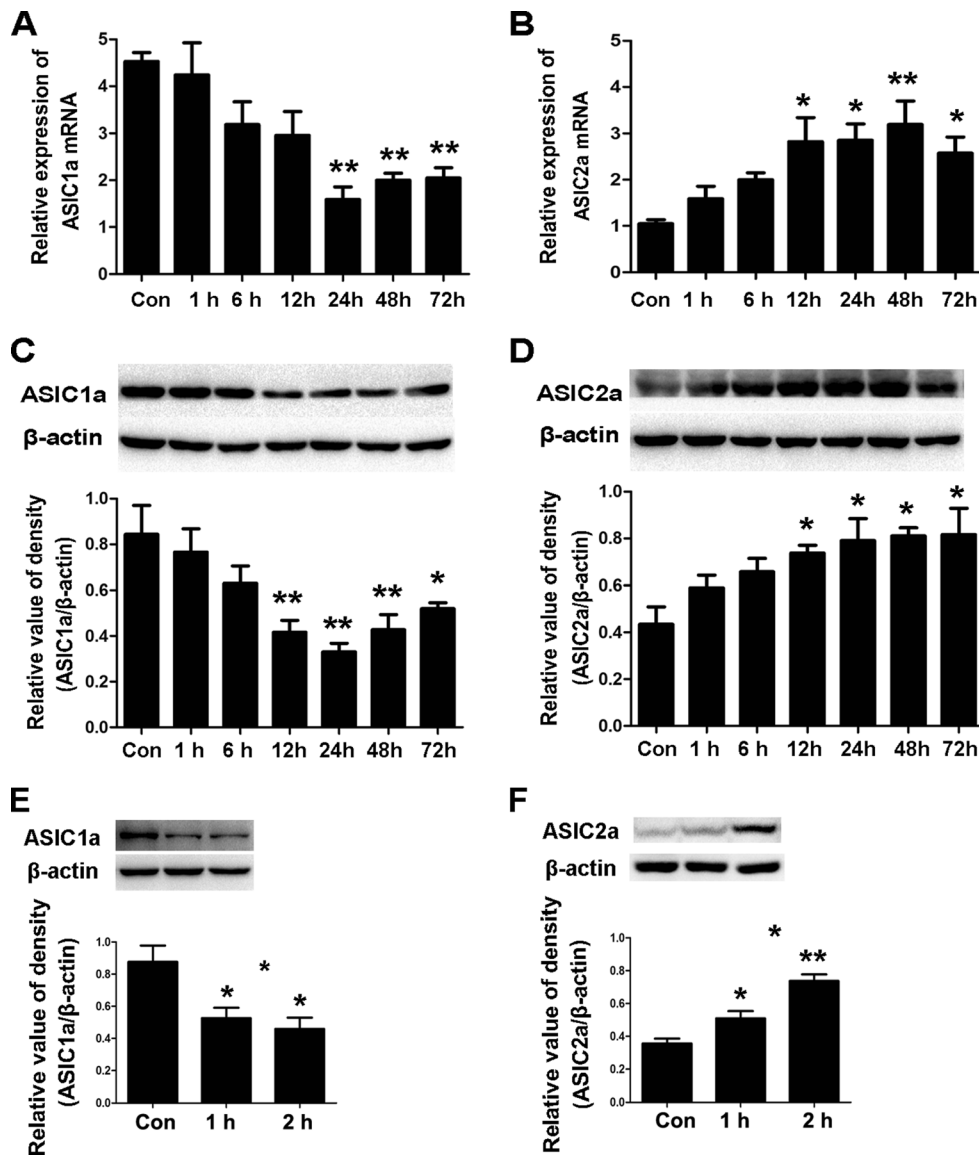 A
Relative expression of
ASIC1a mRNA
5
4
3
2
1
0
** ** **
Con 1 h 6 h 12h 24h 48h 72h
B
Relative expression of
ASIC2a mRNA
5
4
3
2
1
0
* * ** *
Con 1 h 6 h 12h 24h 48h 72h
C
ASIC1a
β-actin
Relative value of density
(ASIC1a/β-actin)
1.0
0.8
0.6
0.4
0.2
0.0
** ** ** *
Con 1 h 6 h 12h 24h 48h 72h
D
ASIC2a
β-actin
Relative value of density
(ASIC2a/β-actin)
1.0
0.8
0.6
0.4
0.2
0.0
* * * *
Con 1 h 6 h 12h 24h 48h 72h
E
ASIC1a
β-actin
Relative value of density
(ASIC1a/β-actin)
1.0
0.8
0.6
0.4
0.2
0.0
*
* *
Con 1 h 2 h
F
ASIC2a
β-actin
Relative value of density
(ASIC2a/β-actin)
1.0
0.8
0.6
0.4
0.2
0.0
*
* **
Con 1 h 2 h